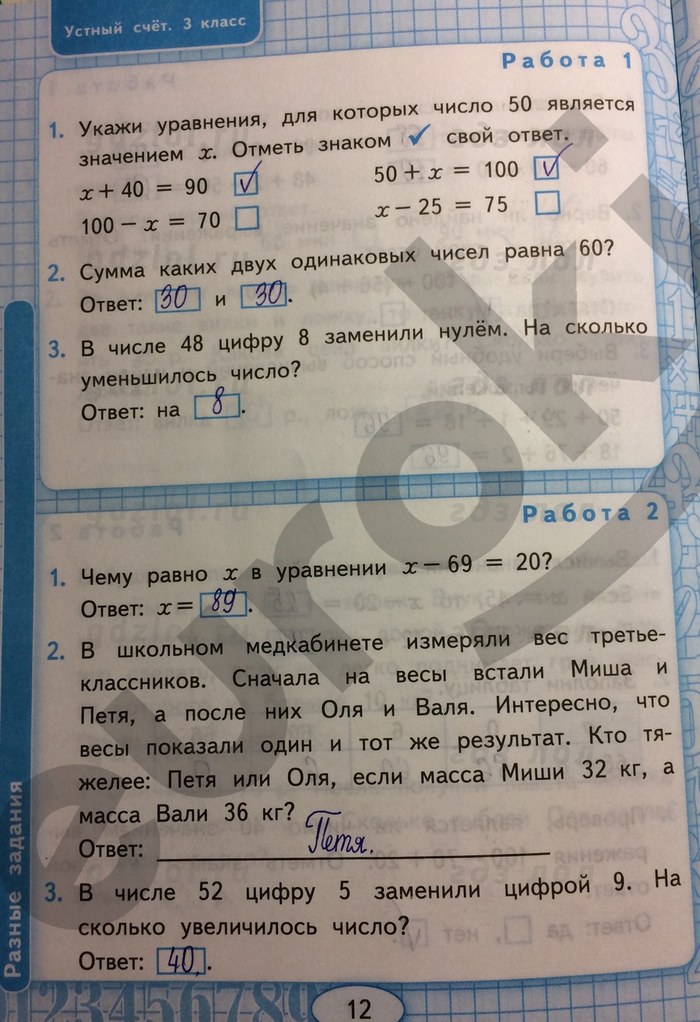 Устный счёт. 3 класс
Работа 1
1. Укажи уравнения, для которых число 50 является
значением x. Отметь знаком ✓ свой ответ.
x + 40 = 90 ☑ 50 + x = 100 ☑
100 − x = 70 ☐ x − 25 = 75 ☐
2. Сумма каких двух одинаковых чисел равна 60?
Ответ: 30 и 30.
3. В числе 48 цифру 8 заменили нулём. На сколько
уменьшилось число?
Ответ: на 8.
Работа 2
1. Чему равно x в уравнении x − 69 = 20?
Ответ: x = 89.
2. В школьном медкабинете измеряли вес третье-
классников. Сначала на весы встали Миша и
Петя, а после них Оля и Валя. Интересно, что
весы показали один и тот же результат. Кто тя-
желее: Петя или Оля, если масса Миши 32 кг, а
масса Вали 36 кг?
Ответ: Петя.
3. В числе 52 цифру 5 заменили цифрой 9. На
сколько увеличилось число?
Ответ: 40.
Разные задания
12
euroki